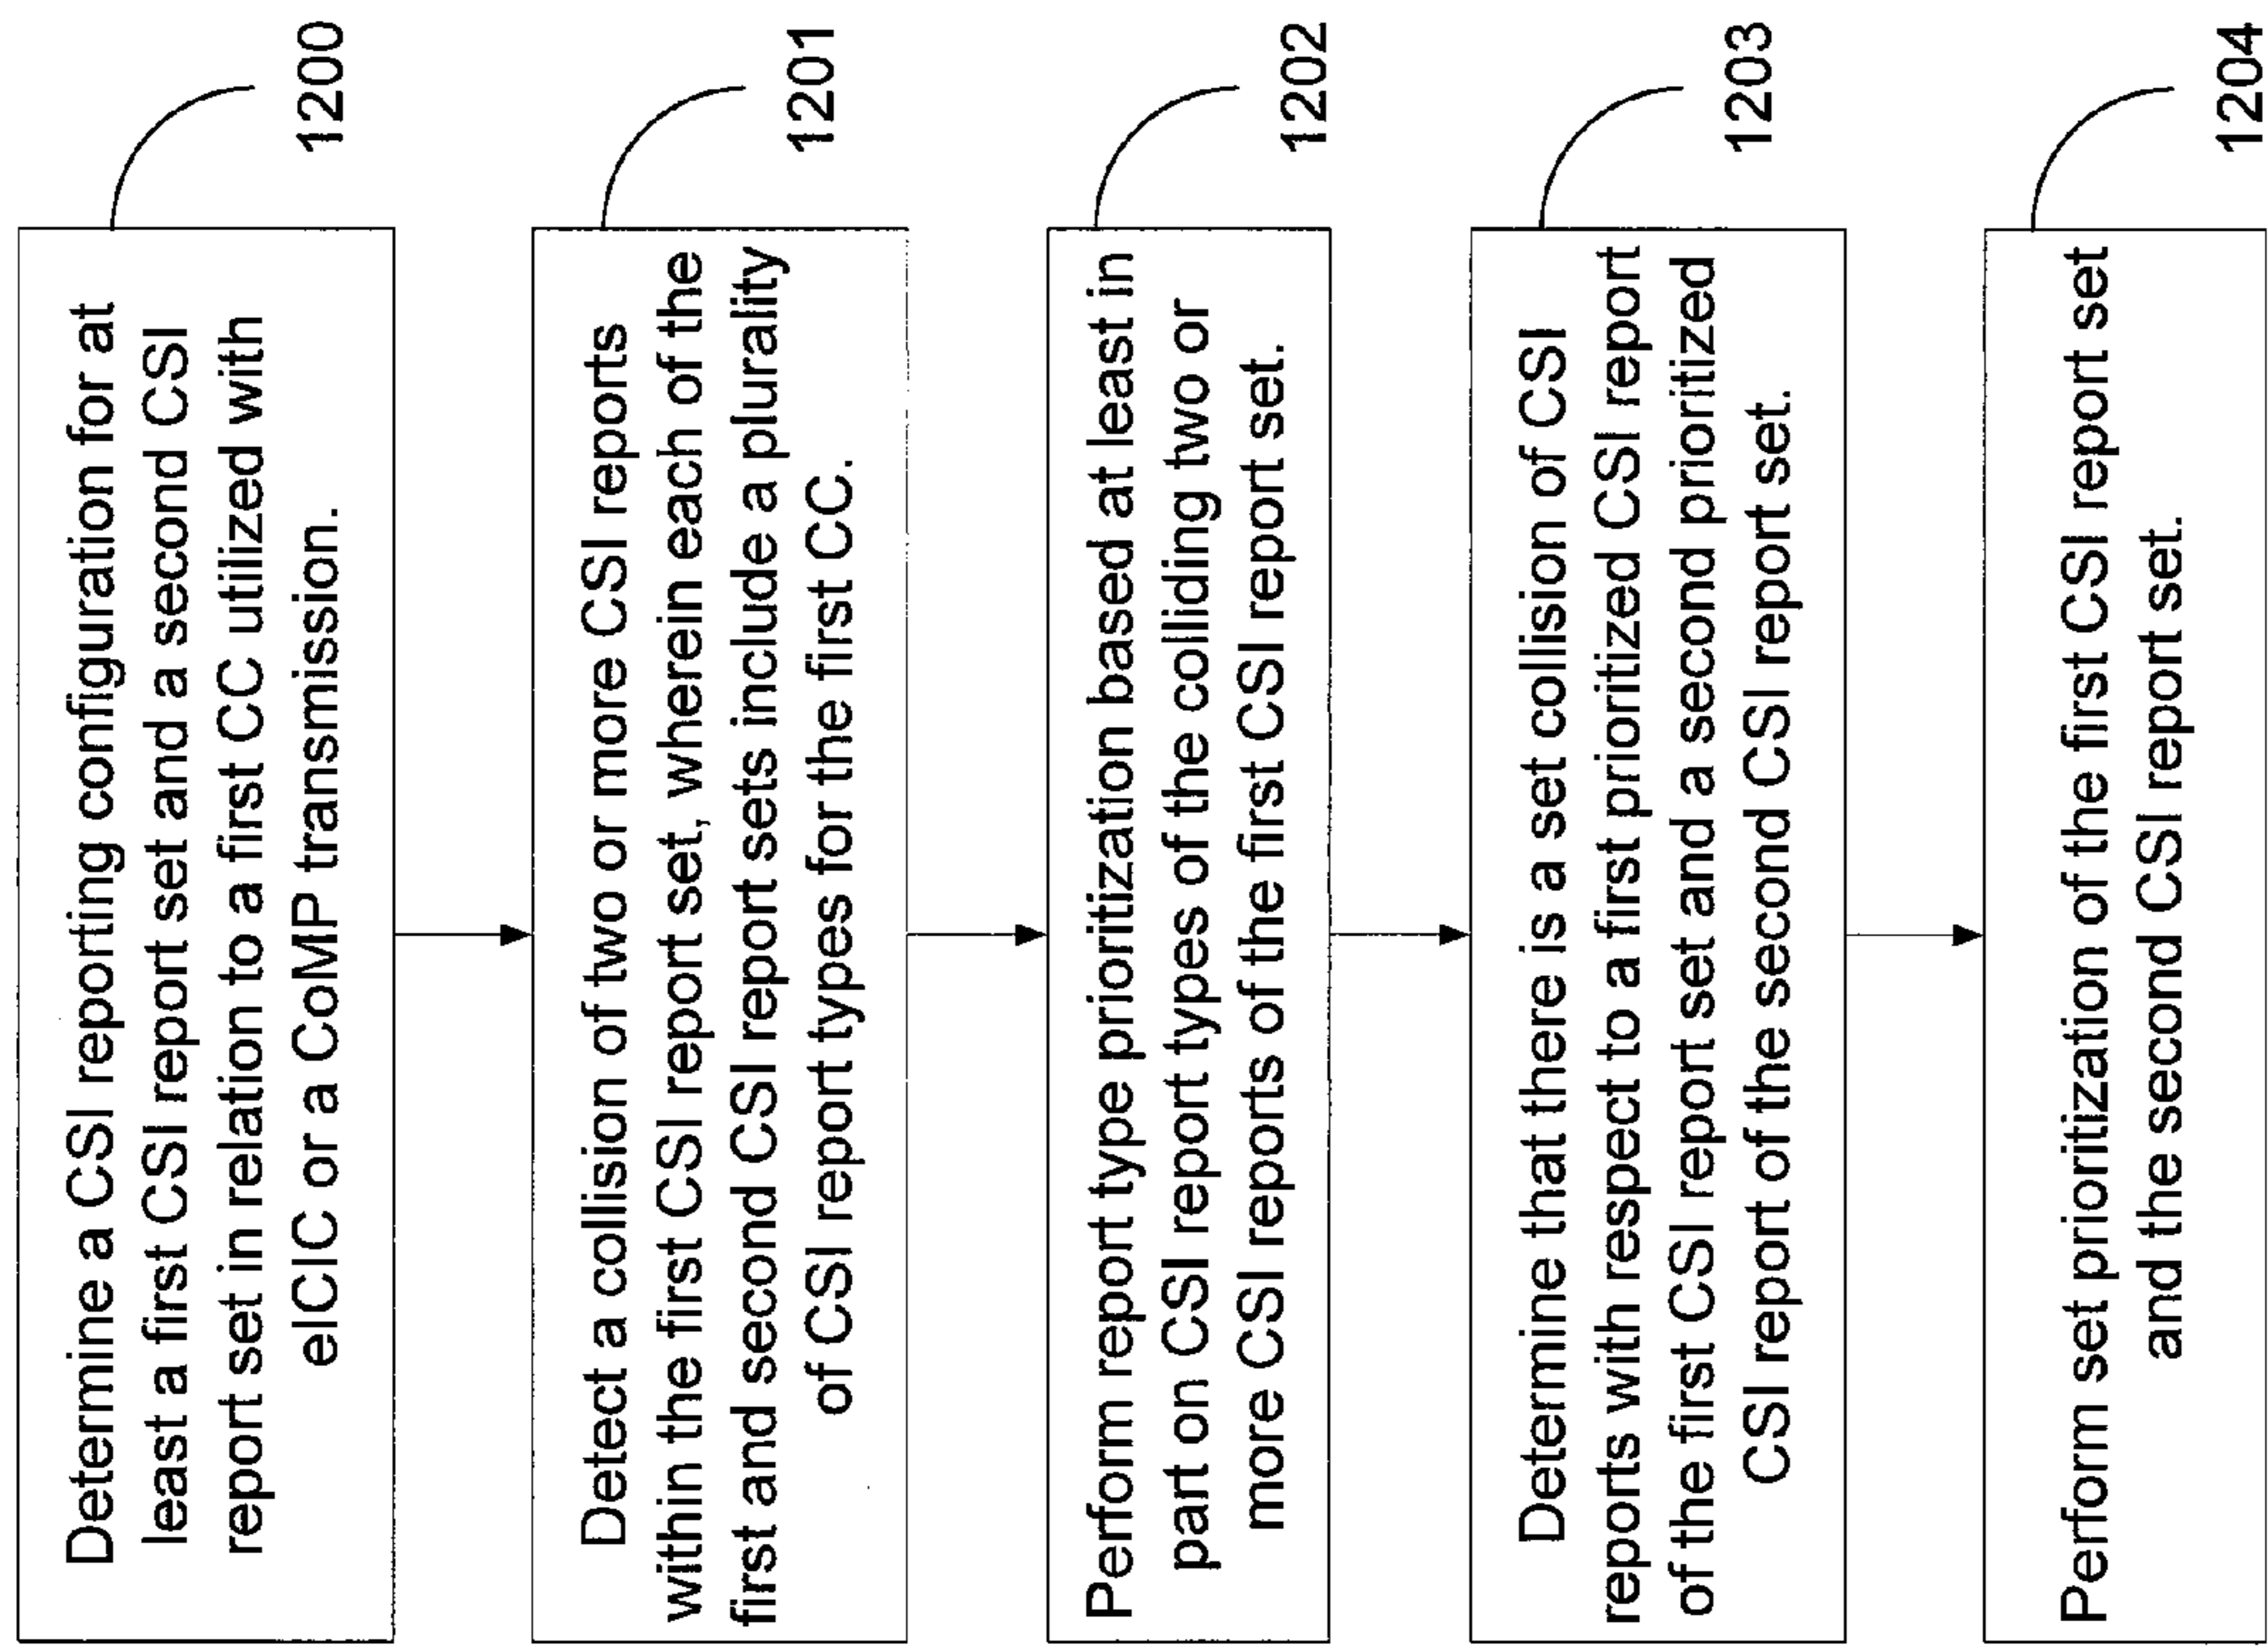 Determine a CSI reporting configuration for at
least a first CSI report set and a second CSI
report set in relation to a first CC utilized with
eICIC or a CoMP transmission.
1200
Detect a collision of two or more CSI reports
within the first CSI report set, wherein each of the
first and second CSI report sets include a plurality
of CSI report types for the first CC.
1201
Perform report type prioritization based at least in
part on CSI report types of the colliding two or
more CSI reports of the first CSI report set.
1202
Determine that there is a set collision of CSI
reports with respect to a first prioritized CSI report
of the first CSI report set and a second prioritized
CSI report of the second CSI report set.
1203
Perform set prioritization of the first CSI report set
and the second CSI report set.
1204